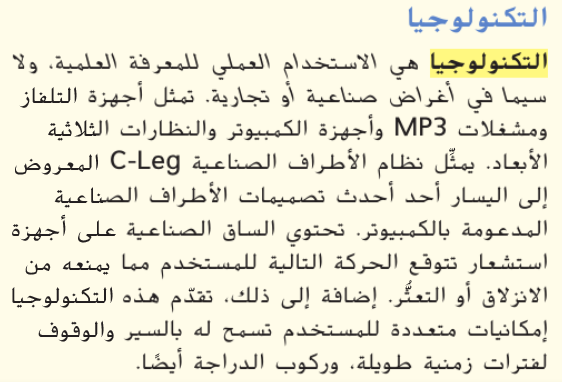 التكنولوجيا
التكنولوجيا هي الاستخدام العملي للمعرفة العلمية، ولا
سيما في أغراض صناعية أو تجارية. تمثل أجهزة التلفاز
ومشغلات MP3 وأجهزة الكمبيوتر والنظارات الثلاثية
الأبعاد. يمثِّل نظام الأطراف الصناعية C-Leg المعروض
إلى اليسار أحد أحدث تصميمات الأطراف الصناعية
المدعومة بالكمبيوتر. تحتوي الساق الصناعية على أجهزة
استشعار تتوقع الحركة التالية للمستخدم مما يمنعه من
الانزلاق أو التعثُّر. إضافة إلى ذلك، تقدّم هذه التكنولوجيا
إمكانيات متعددة للمستخدم تسمح له بالسير والوقوف
لفترات زمنية طويلة، وركوب الدراجة أيضًا.